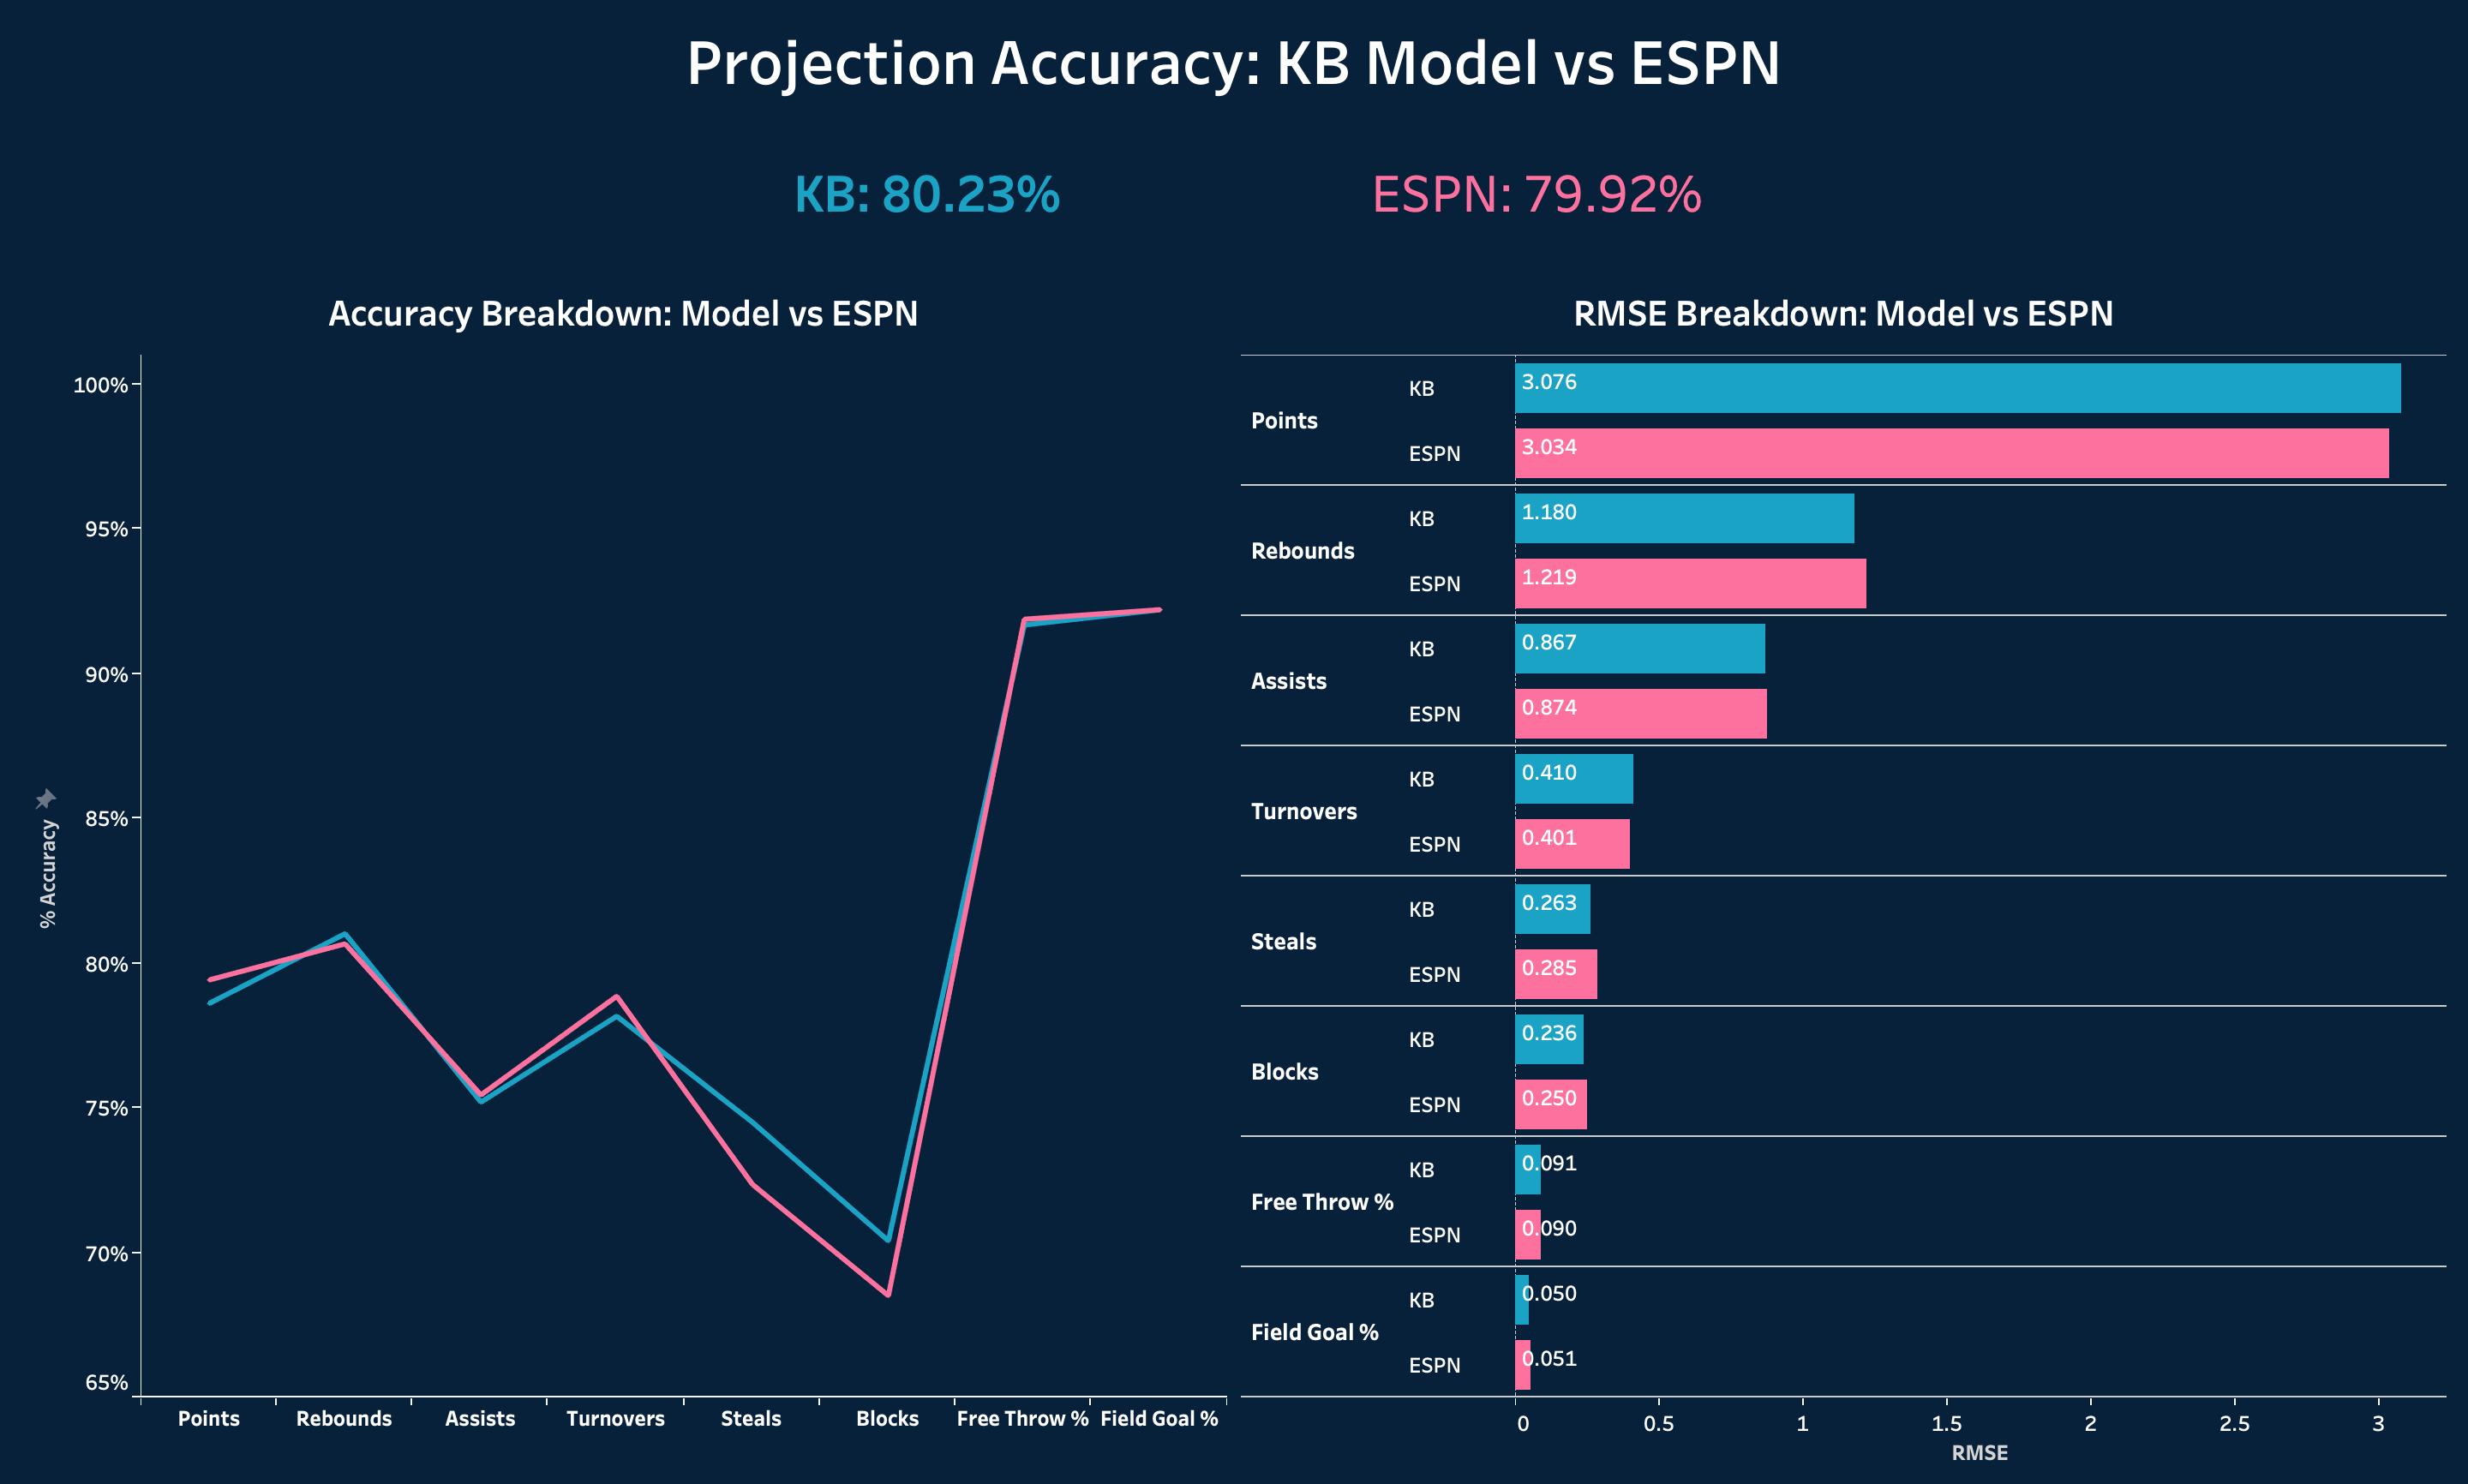 Projection Accuracy: KB Model vs ESPN
KB: 80.23%
ESPN: 79.92%
Accuracy Breakdown: Model vs ESPN
% Accuracy
100%
95%
90%
85%
80%
75%
70%
65%
Points
Rebounds
Assists
Turnovers
Steals
Blocks
Free Throw %
Field Goal %
RMSE Breakdown: Model vs ESPN
Points
KB
3.076
ESPN
3.034
Rebounds
KB
1.180
ESPN
1.219
Assists
KB
0.867
ESPN
0.874
Turnovers
KB
0.410
ESPN
0.401
Steals
KB
0.263
ESPN
0.285
Blocks
KB
0.236
ESPN
0.250
Free Throw %
KB
0.091
ESPN
0.090
Field Goal %
KB
0.050
ESPN
0.051
0
0.5
1
1.5
2
2.5
3
RMSE